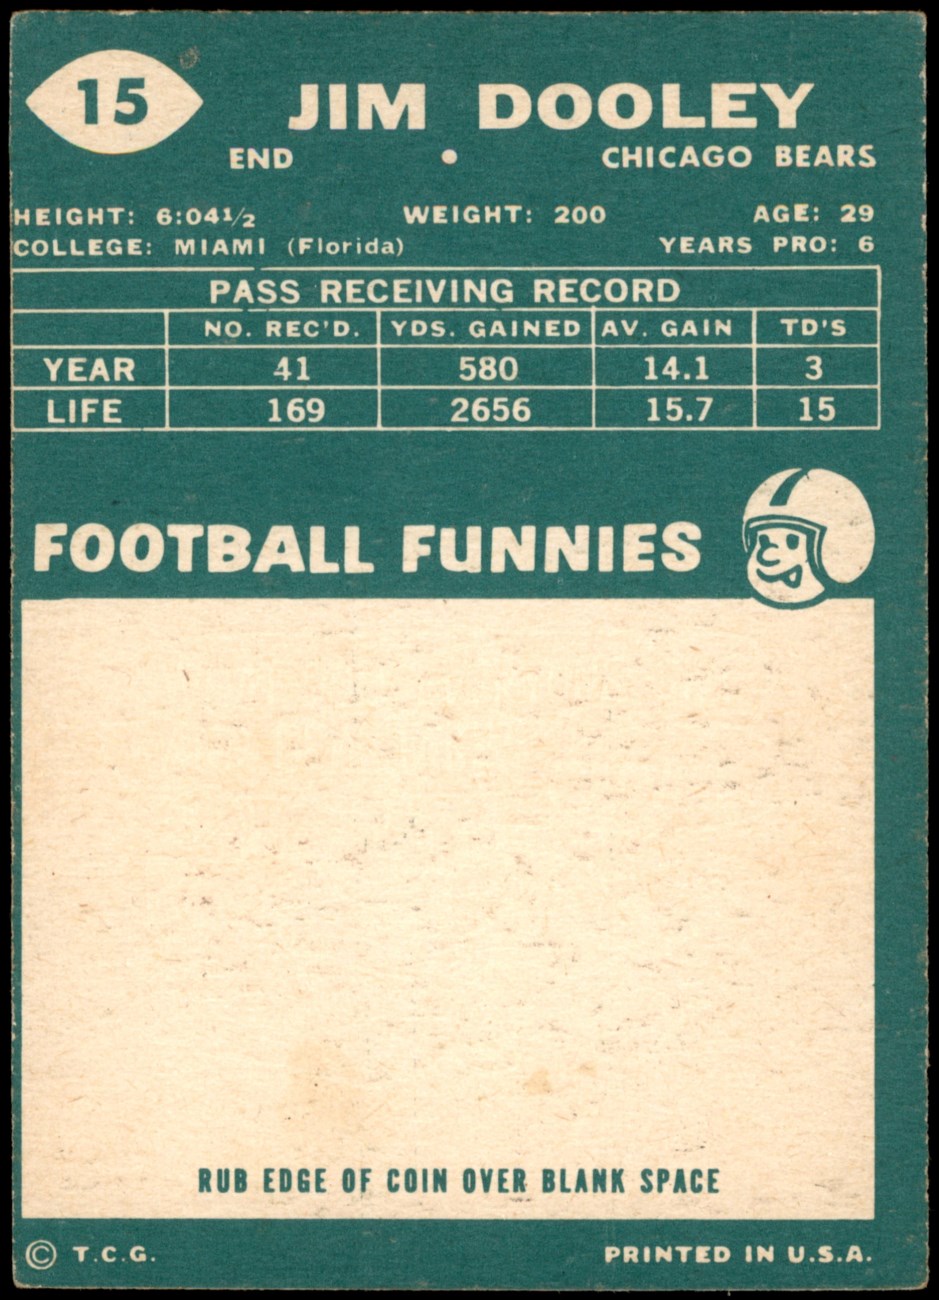 15
JIM DOOLEY
END • CHICAGO BEARS
HEIGHT: 6:04½ WEIGHT: 200 AGE: 29
COLLEGE: MIAMI (Florida) YEARS PRO: 6
PASS RECEIVING RECORD
NO. REC'D. YDS. GAINED AV. GAIN TD'S
YEAR 41 580 14.1 3
LIFE 169 2656 15.7 15
FOOTBALL FUNNIES
RUB EDGE OF COIN OVER BLANK SPACE
© T.C.G. PRINTED IN U.S.A.